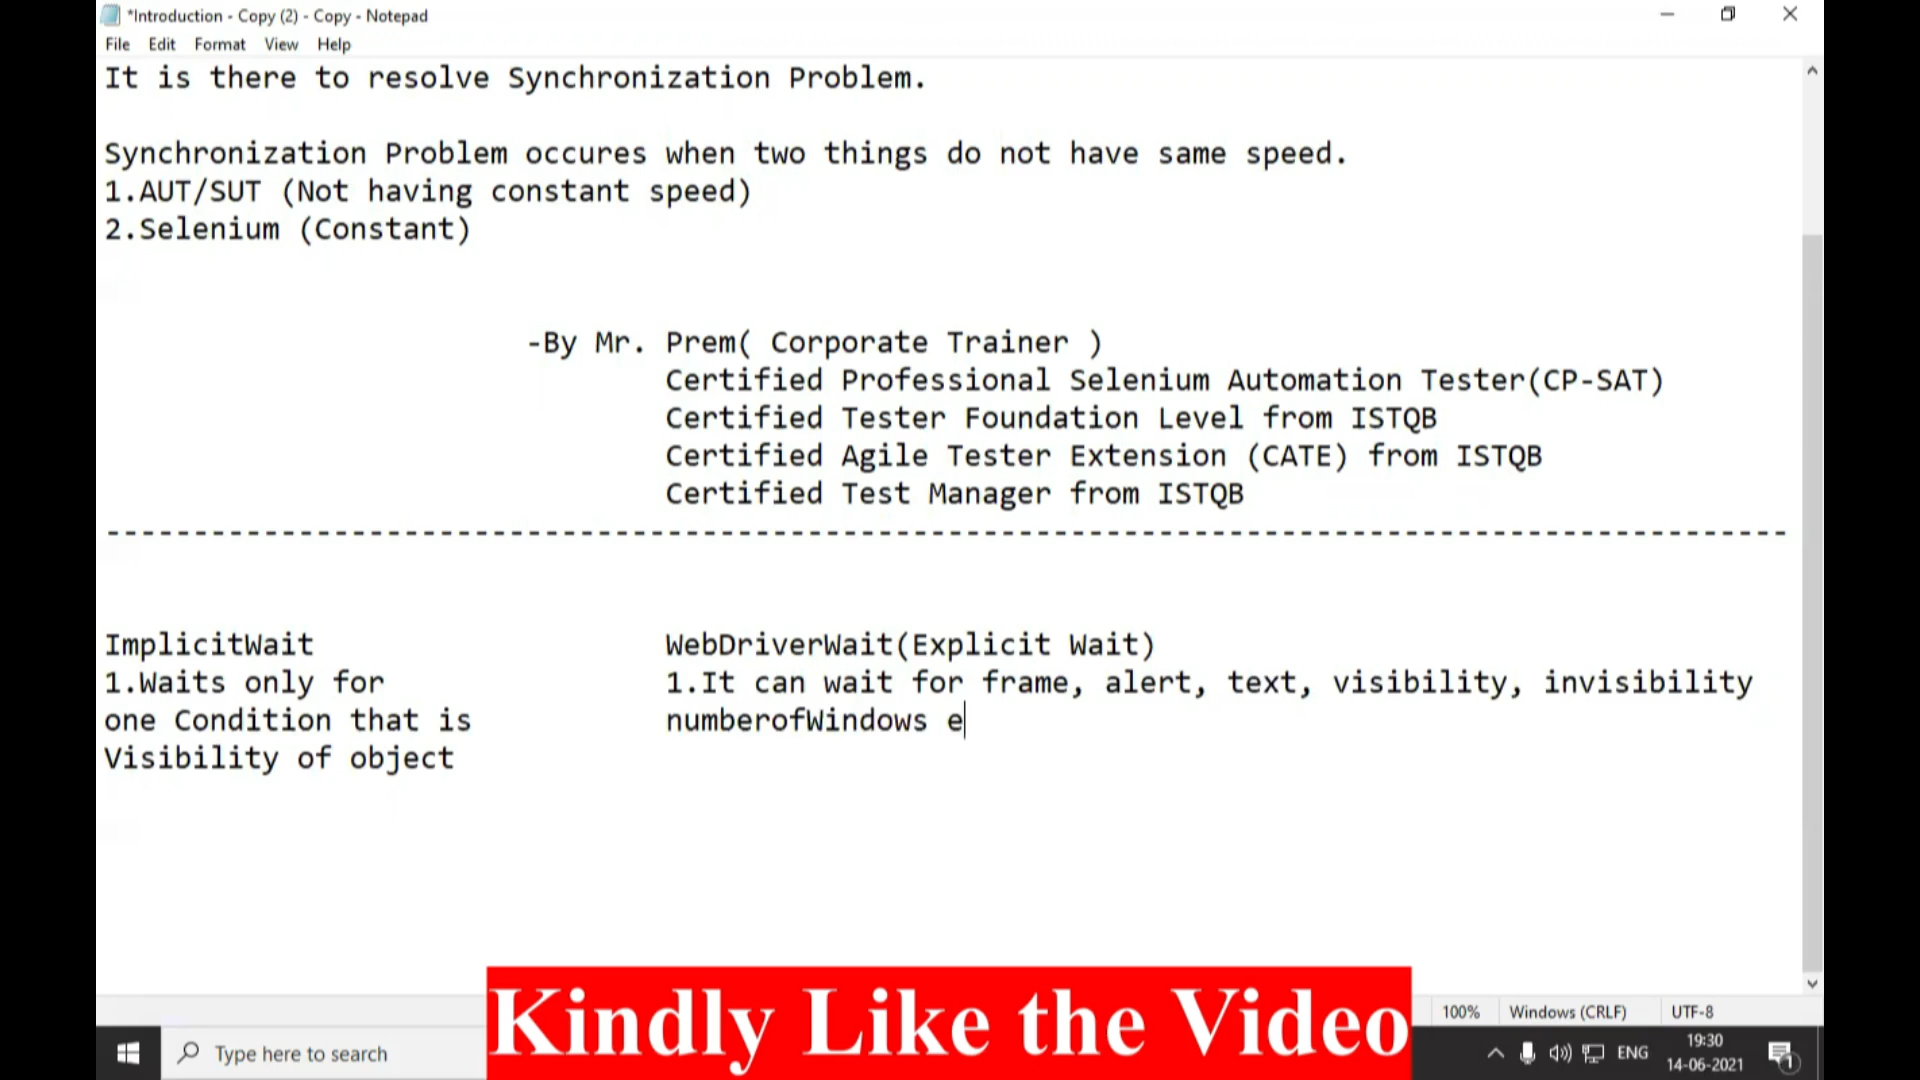 *Introduction - Copy (2) - Copy - Notepad
File Edit Format View Help
It is there to resolve Synchronization Problem.
Synchronization Problem occures when two things do not have same speed.
1.AUT/SUT (Not having constant speed)
2.Selenium (Constant)
-By Mr. Prem( Corporate Trainer )
Certified Professional Selenium Automation Tester(CP-SAT)
Certified Tester Foundation Level from ISTQB
Certified Agile Tester Extension (CATE) from ISTQB
Certified Test Manager from ISTQB
------------------------------------------------------------------------------------------------
ImplicitWait WebDriverWait(Explicit Wait)
1.Waits only for 1.It can wait for frame, alert, text, visibility, invisibility
one Condition that is numberofWindows e
Visibility of object
Kindly Like the Video
100% Windows (CRLF) UTF-8
Type here to search
ENG
19:30
14-06-2021
1